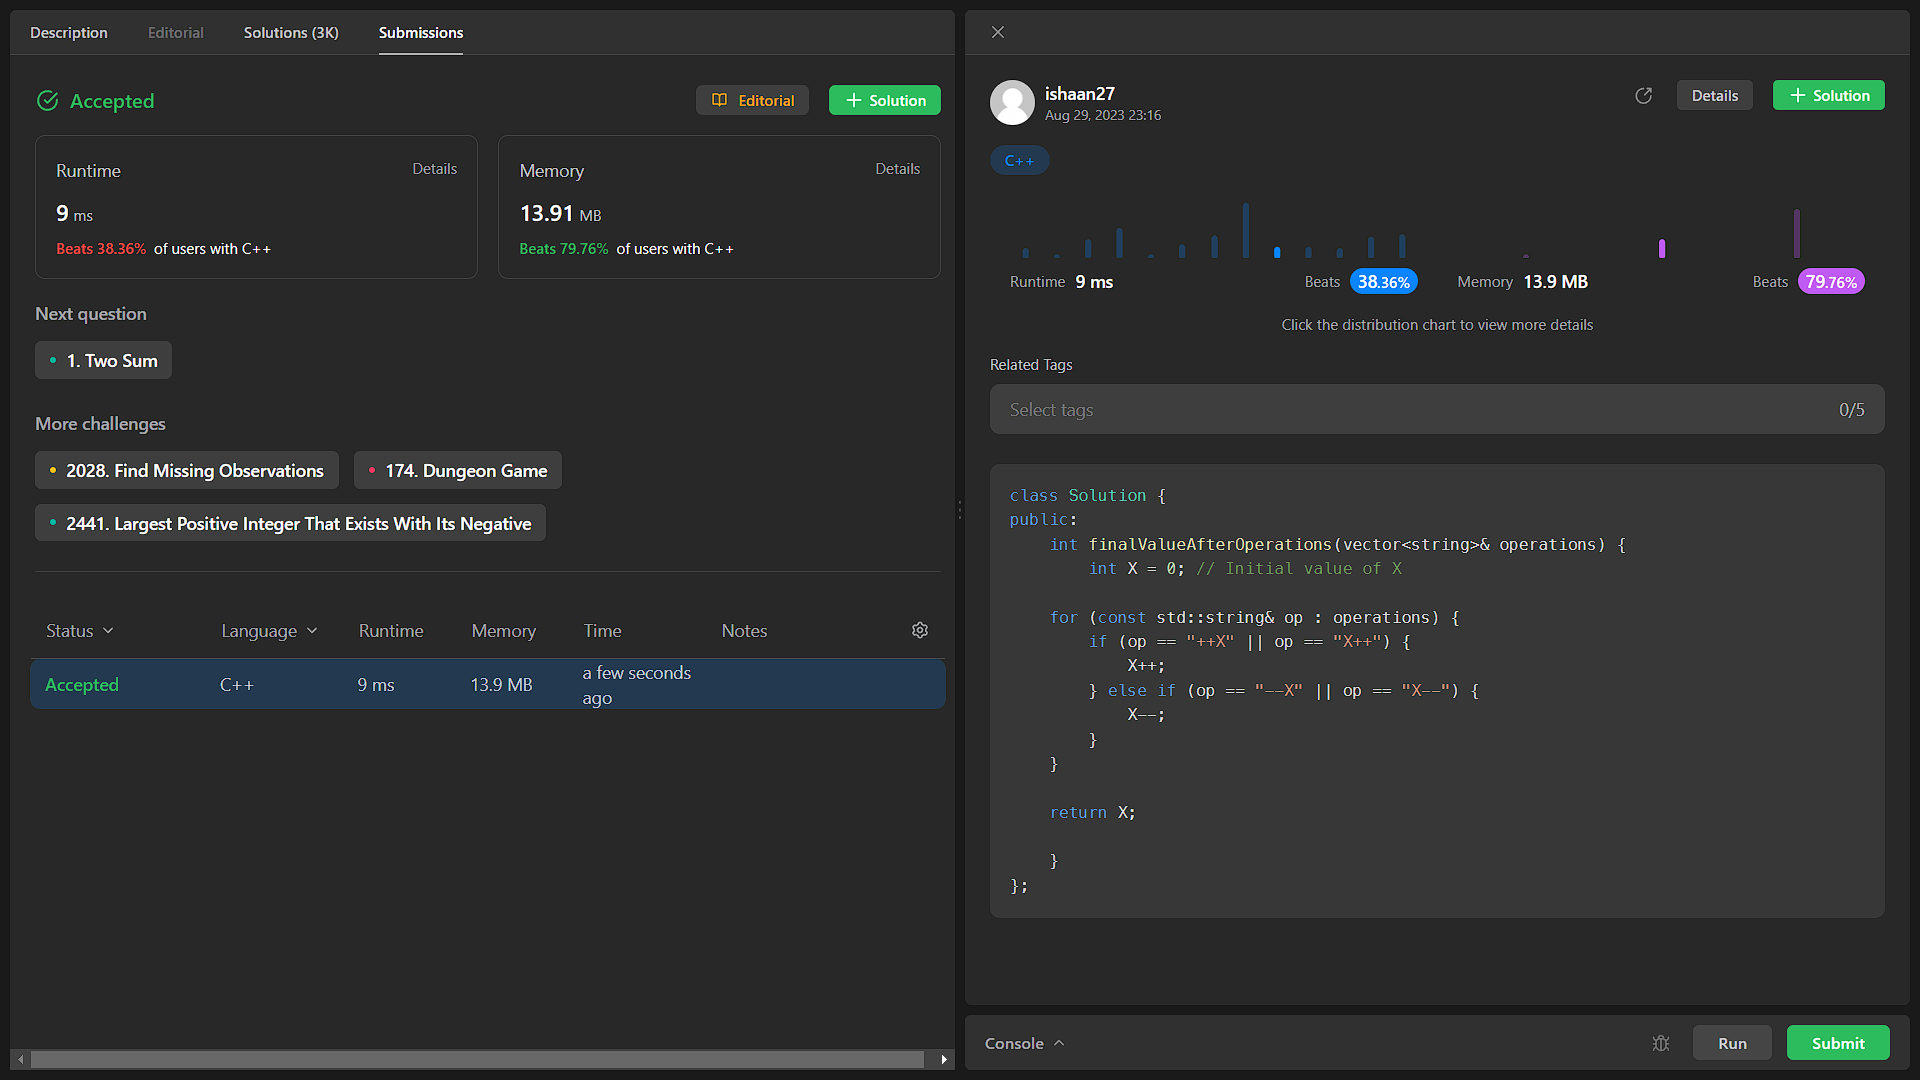 Description Editorial Solutions (3K) Submissions
Accepted
Editorial
Solution
Runtime Details
9 ms
Beats 38.36% of users with C++
Memory Details
13.91 MB
Beats 79.76% of users with C++
Next question
1. Two Sum
More challenges
2028. Find Missing Observations
174. Dungeon Game
2441. Largest Positive Integer That Exists With Its Negative
Status Language Runtime Memory Time Notes
Accepted C++ 9 ms 13.9 MB a few seconds
ago
ishaan27
Aug 29, 2023 23:16
Details
Solution
C++
Runtime 9 ms Beats 38.36% Memory 13.9 MB Beats 79.76%
Click the distribution chart to view more details
Related Tags
Select tags 0/5
class Solution {
public:
    int finalValueAfterOperations(vector<string>& operations) {
        int X = 0; // Initial value of X
    for (const std::string& op : operations) {
        if (op == "++X" || op == "X++") {
            X++;
        } else if (op == "--X" || op == "X--") {
            X--;
        }
    }
    return X;
    }
};
Console
Run
Submit